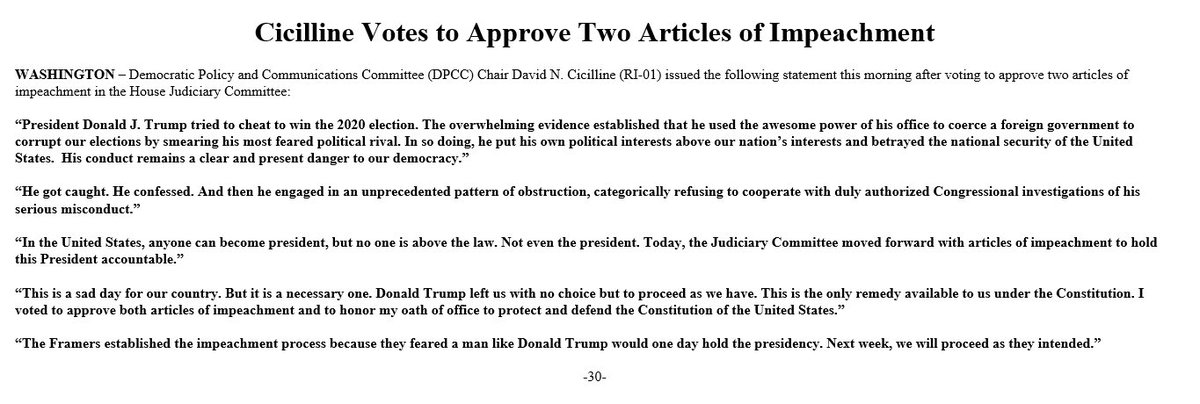 Cicilline Votes to Approve Two Articles of Impeachment
WASHINGTON – Democratic Policy and Communications Committee (DPCC) Chair David N. Cicilline (RI-01) issued the following statement this morning after voting to approve two articles of
impeachment in the House Judiciary Committee:
“President Donald J. Trump tried to cheat to win the 2020 election. The overwhelming evidence established that he used the awesome power of his office to coerce a foreign government to
corrupt our elections by smearing his most feared political rival. In so doing, he put his own political interests above our nation’s interests and betrayed the national security of the United
States.  His conduct remains a clear and present danger to our democracy.”
“He got caught. He confessed. And then he engaged in an unprecedented pattern of obstruction, categorically refusing to cooperate with duly authorized Congressional investigations of his
serious misconduct.”
“In the United States, anyone can become president, but no one is above the law. Not even the president. Today, the Judiciary Committee moved forward with articles of impeachment to hold
this President accountable.”
“This is a sad day for our country. But it is a necessary one. Donald Trump left us with no choice but to proceed as we have. This is the only remedy available to us under the Constitution. I
voted to approve both articles of impeachment and to honor my oath of office to protect and defend the Constitution of the United States.”
“The Framers established the impeachment process because they feared a man like Donald Trump would one day hold the presidency. Next week, we will proceed as they intended.”
-30-